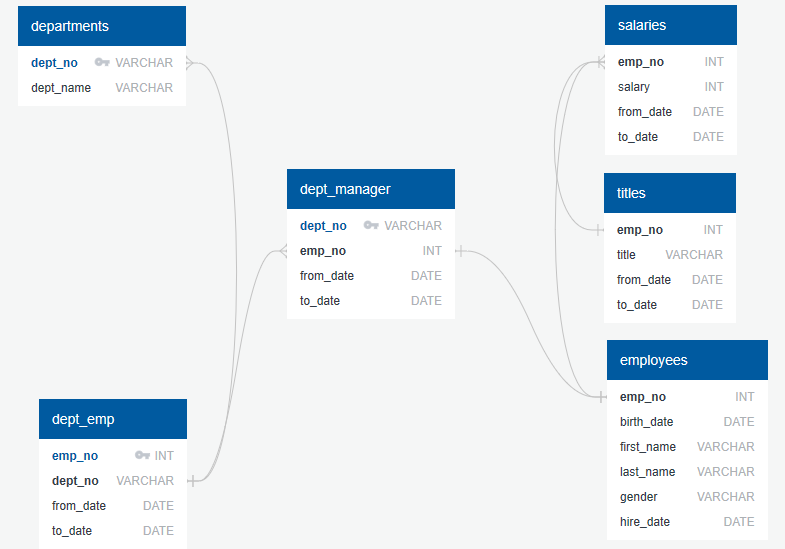 departments
dept_no VARCHAR
dept_name VARCHAR
dept_manager
dept_no VARCHAR
emp_no INT
from_date DATE
to_date DATE
dept_emp
emp_no INT
dept_no VARCHAR
from_date DATE
to_date DATE
salaries
emp_no INT
salary INT
from_date DATE
to_date DATE
titles
emp_no INT
title VARCHAR
from_date DATE
to_date DATE
employees
emp_no INT
birth_date DATE
first_name VARCHAR
last_name VARCHAR
gender VARCHAR
hire_date DATE